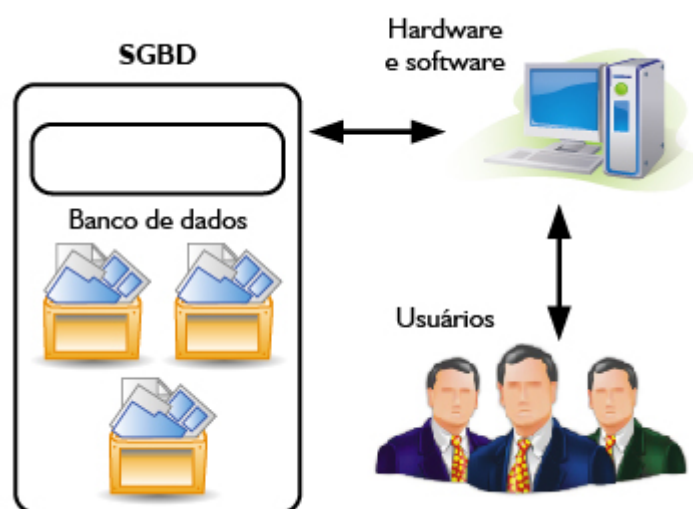 SGBD
Hardware
e software
Banco de dados
Usuários